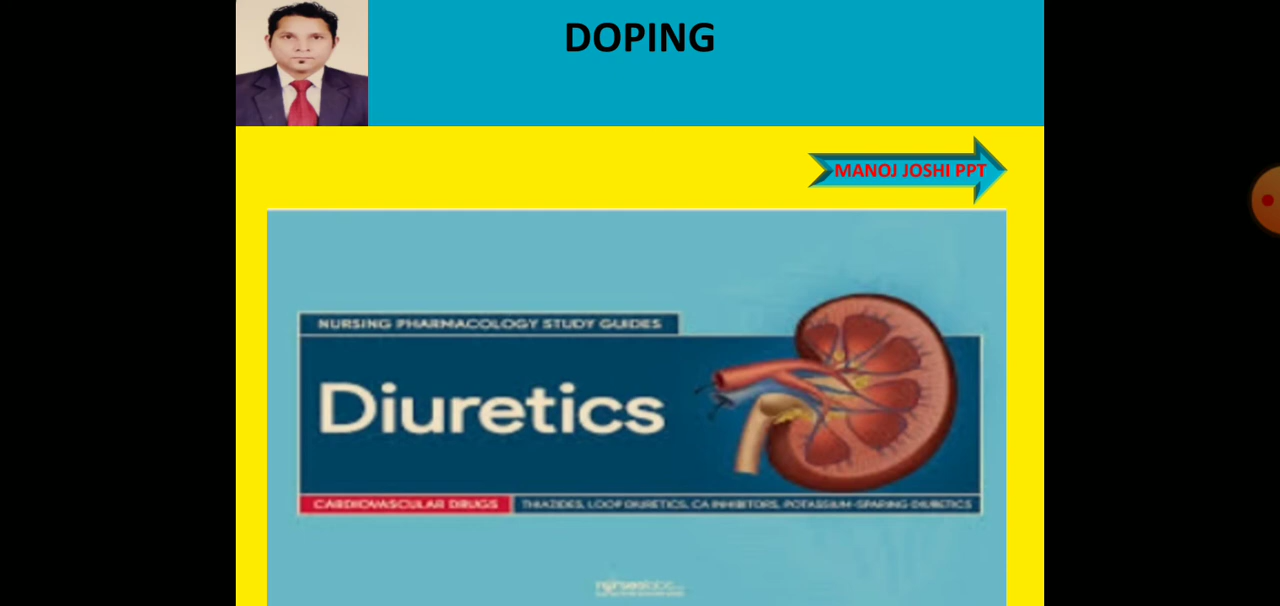 DOPING
MANOJ JOSHI PPT
NURSING PHARMACOLOGY STUDY GUIDES
Diuretics
CARDIOVASCULAR DRUGS
THIAZIDES, LOOP DIURETICS, CA INHIBITORS, POTASSIUM-SPARING DIURETICS
nurseslabs